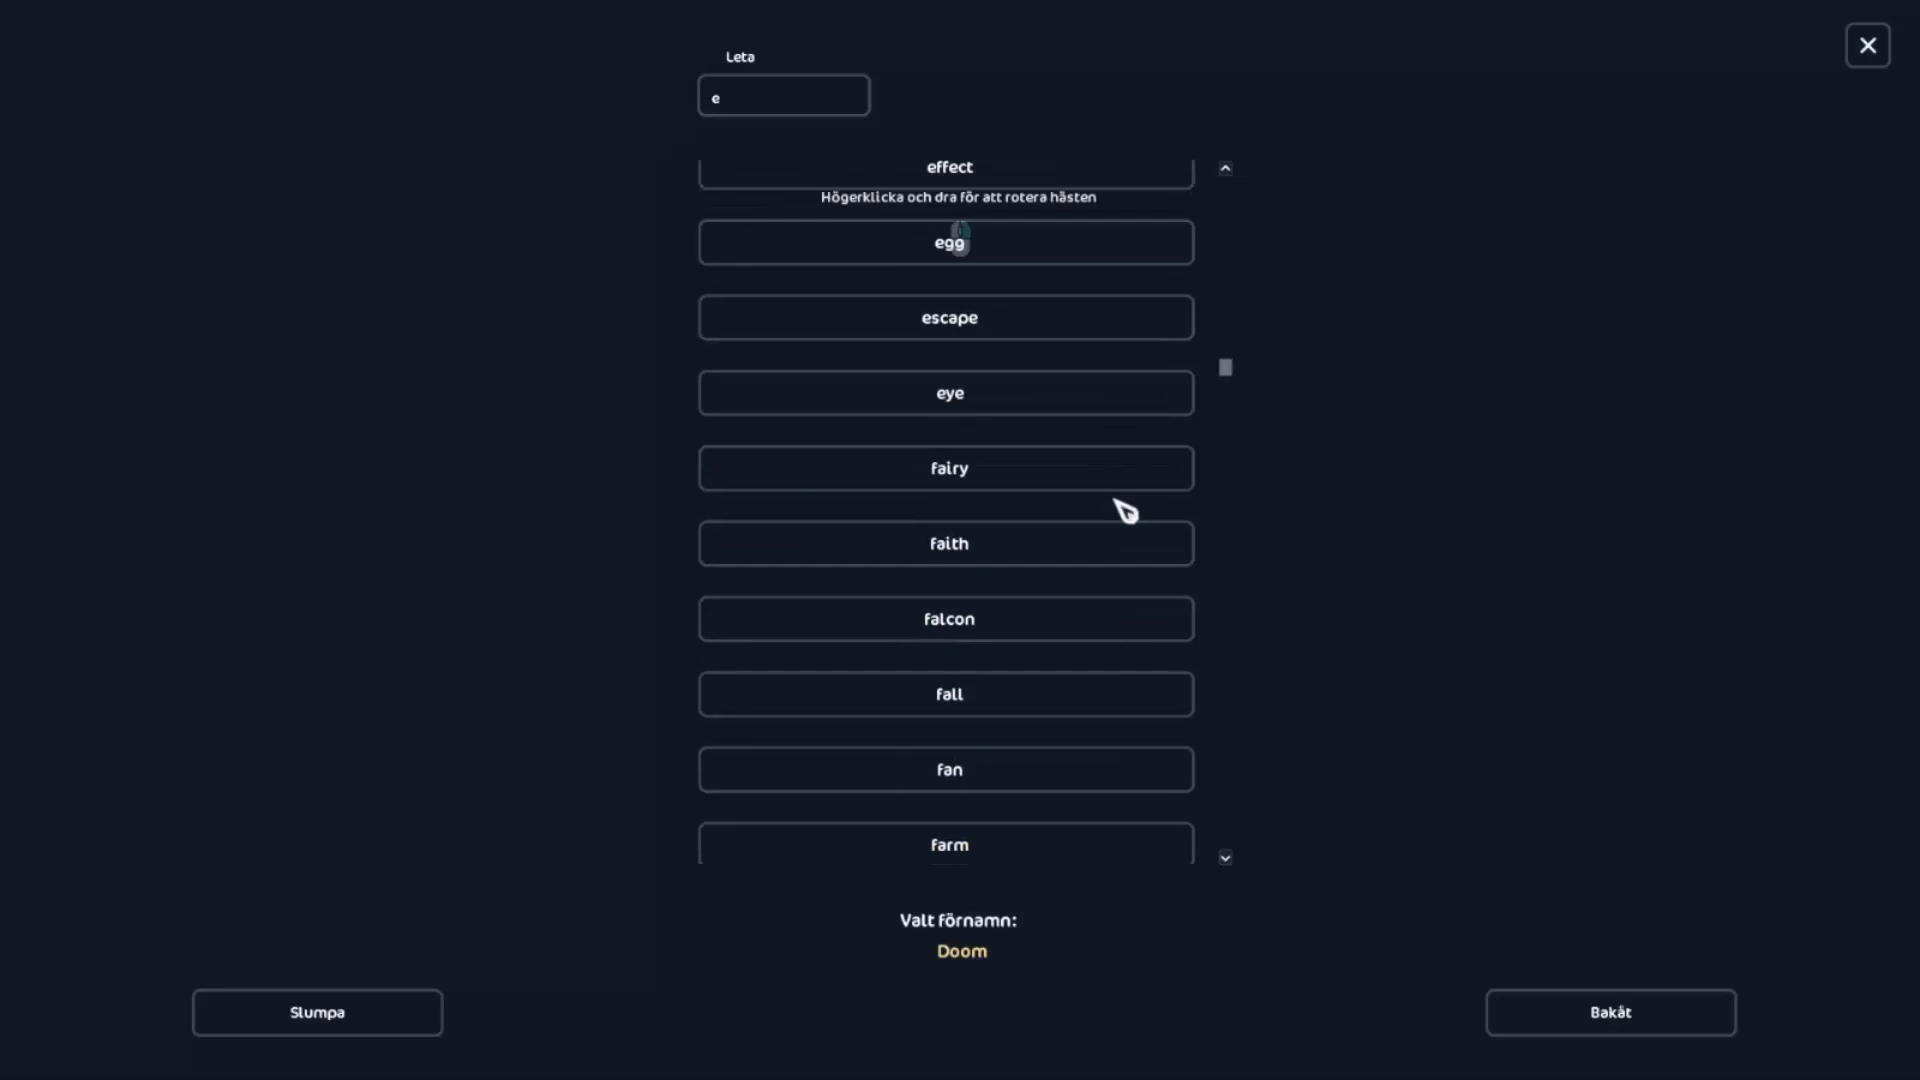 Leta
e
effect
Högerklicka och dra för att rotera hästen
egg
escape
eye
fairy
faith
falcon
fall
fan
farm
Valt förnamn:
Doom
Slumpa
Bakåt